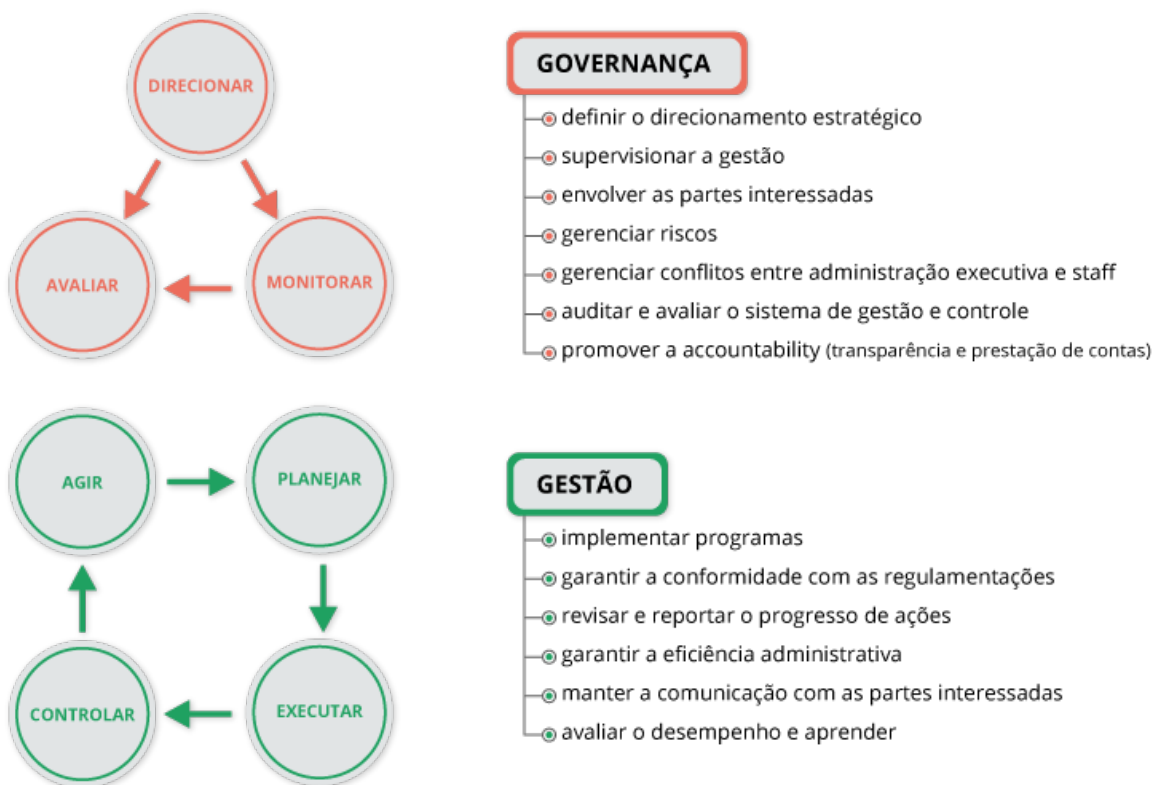 DIRECIONAR
AVALIAR
MONITORAR
GOVERNANÇA
definir o direcionamento estratégico
supervisionar a gestão
envolver as partes interessadas
gerenciar riscos
gerenciar conflitos entre administração executiva e staff
auditar e avaliar o sistema de gestão e controle
promover a accountability (transparência e prestação de contas)
AGIR
PLANEJAR
CONTROLAR
EXECUTAR
GESTÃO
implementar programas
garantir a conformidade com as regulamentações
revisar e reportar o progresso de ações
garantir a eficiência administrativa
manter a comunicação com as partes interessadas
avaliar o desempenho e aprender